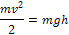 mv²/2 = mgh